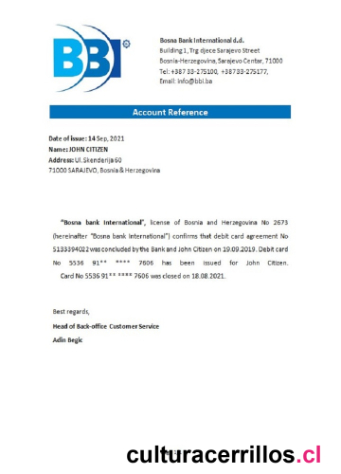 BBI
Bosna Bank International d.d.
Building 1, Trg djece Sarajevo Street
Bosnia-Herzegovina, Sarajevo Centar, 71000
Tel: +387 33-275100, +38733-275177,
Email: info@bbi.ba
Account Reference
Date of issue: 14 Sep, 2021
Name: JOHN CITIZEN
Address: Ul. Skenderija 60
71000 SARAJEVO, Bosnia & Herzegovina
"Bosna bank International", license of Bosnia and Herzegovina No 2673
(hereinafter "Bosna bank International") confirms that debit card agreement No
5133394022 was concluded by the Bank and John Citizen on 19.09.2019. Debit card
No 5536 91** **** 7606 has been issued for John Citizen.
Card No 5536 91** **** 7606 was closed on 18.08.2021.
Best regards,
Head of Back-office Customer Service
Adin Begic
culturacerrillos.cl